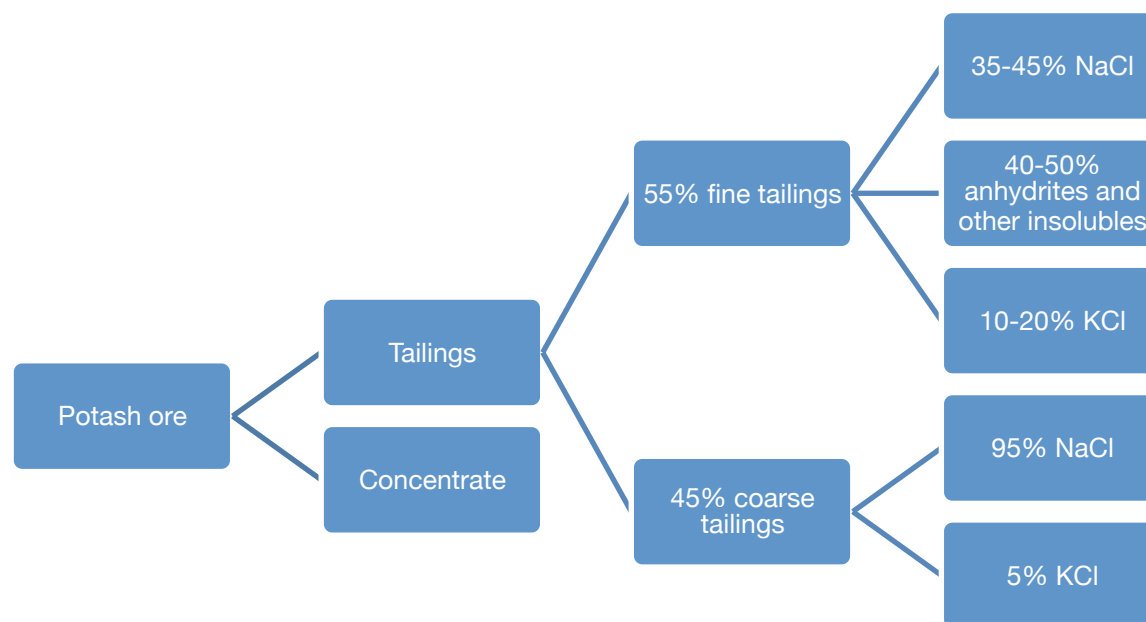 Potash ore
Tailings
Concentrate
55% fine tailings
45% coarse
tailings
35-45% NaCl
40-50%
anhydrites and
other insolubles
10-20% KCl
95% NaCl
5% KCl